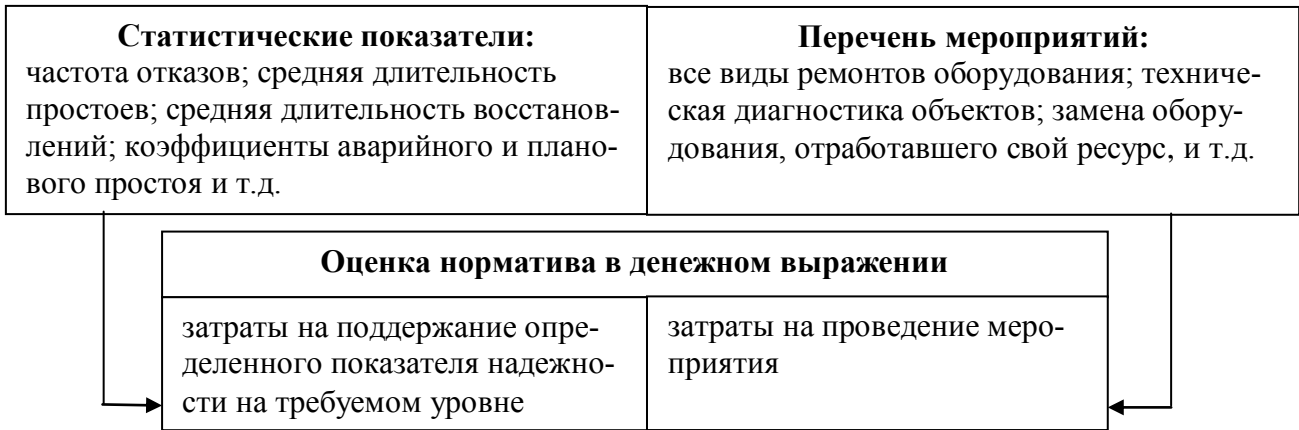 Статистические показатели:
частота отказов; средняя длительность
простоев; средняя длительность восстанов-
лений; коэффициенты аварийного и плано-
вого простоя и т.д.
Перечень мероприятий:
все виды ремонтов оборудования; техниче-
ская диагностика объектов; замена обору-
дования, отработавшего свой ресурс, и т.д.
Оценка норматива в денежном выражении
затраты на поддержание опре-
деленного показателя надежно-
сти на требуемом уровне
затраты на проведение меро-
приятия